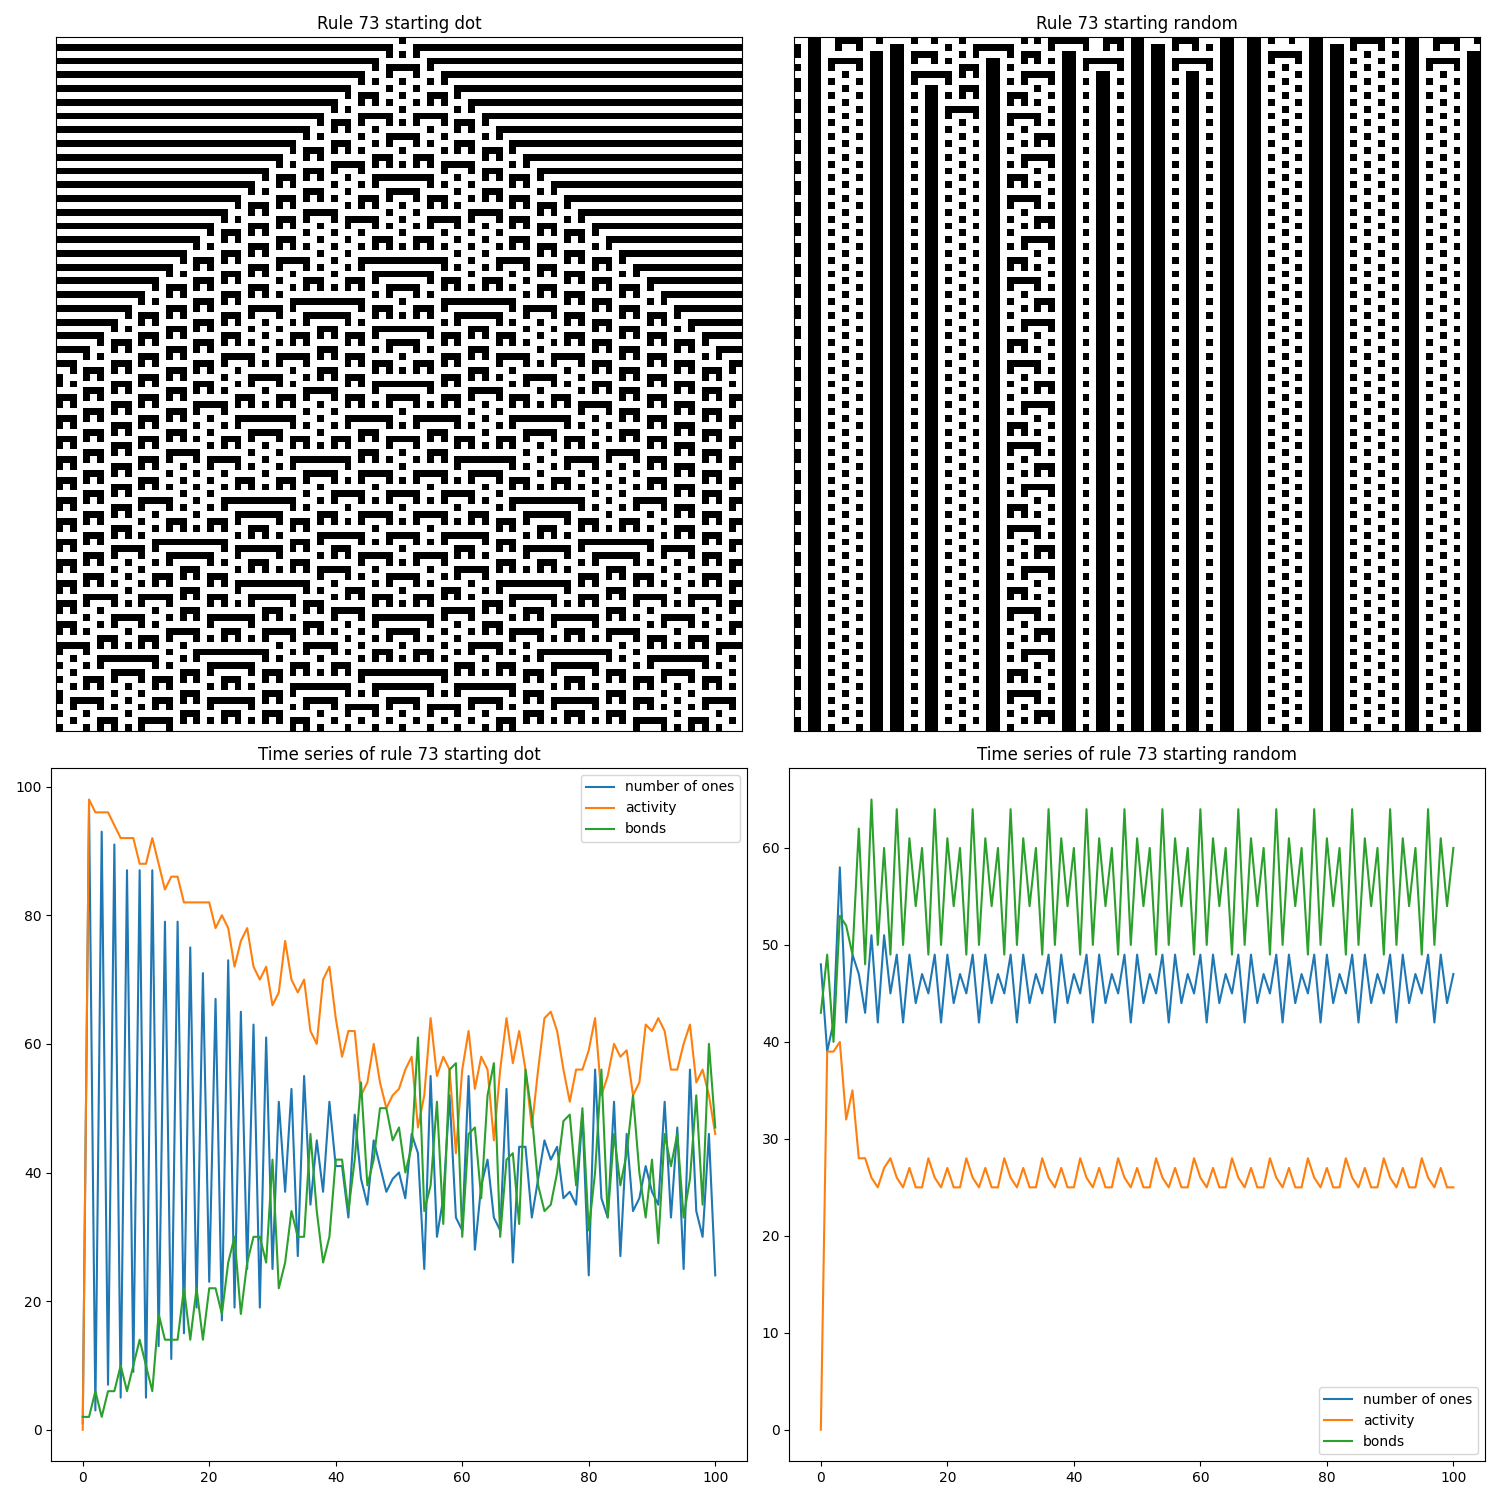 Rule 73 starting dot
Rule 73 starting random
Time series of rule 73 starting dot
100
80
60
40
20
0
0 20 40 60 80 100
number of ones
activity
bonds
Time series of rule 73 starting random
60
50
40
30
20
10
0
0 20 40 60 80 100
number of ones
activity
bonds